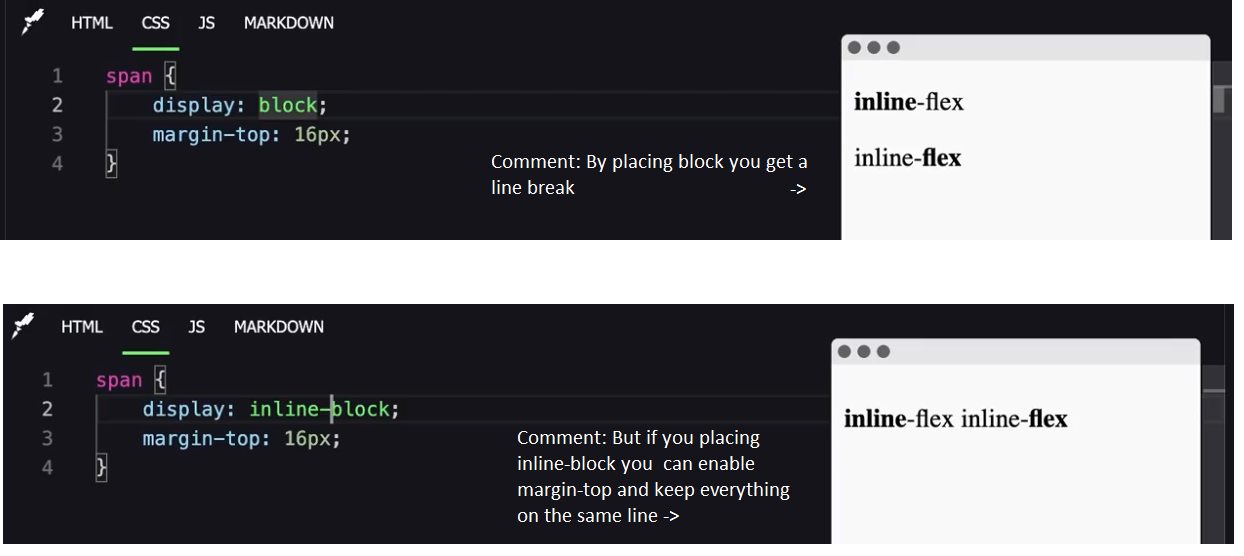 HTML CSS JS MARKDOWN
1 span {
2 display: block;
3 margin-top: 16px;
4 }
Comment: By placing block you get a
line break ->
inline-flex
inline-flex
HTML CSS JS MARKDOWN
1 span {
2 display: inline-block;
3 margin-top: 16px;
4 }
Comment: But if you placing
inline-block you  can enable
margin-top and keep everything
on the same line ->
inline-flex inline-flex